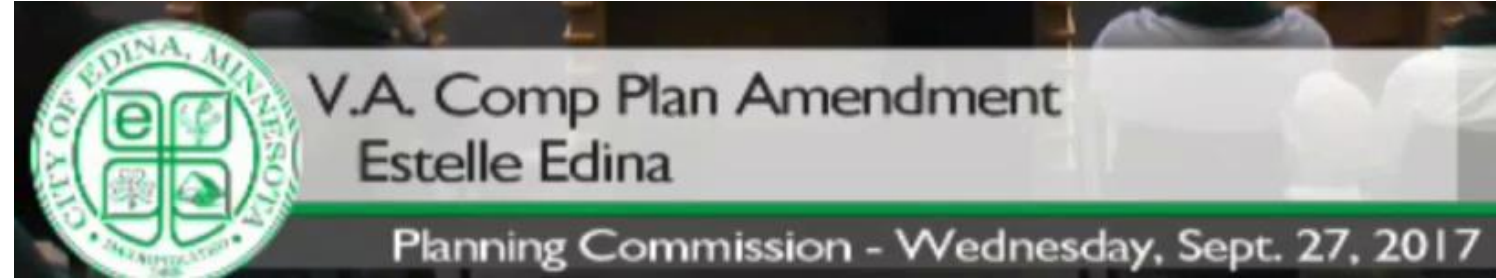 CITY OF EDINA, MINNESOTA
e
V.A. Comp Plan Amendment
Estelle Edina
Planning Commission - Wednesday, Sept. 27, 2017